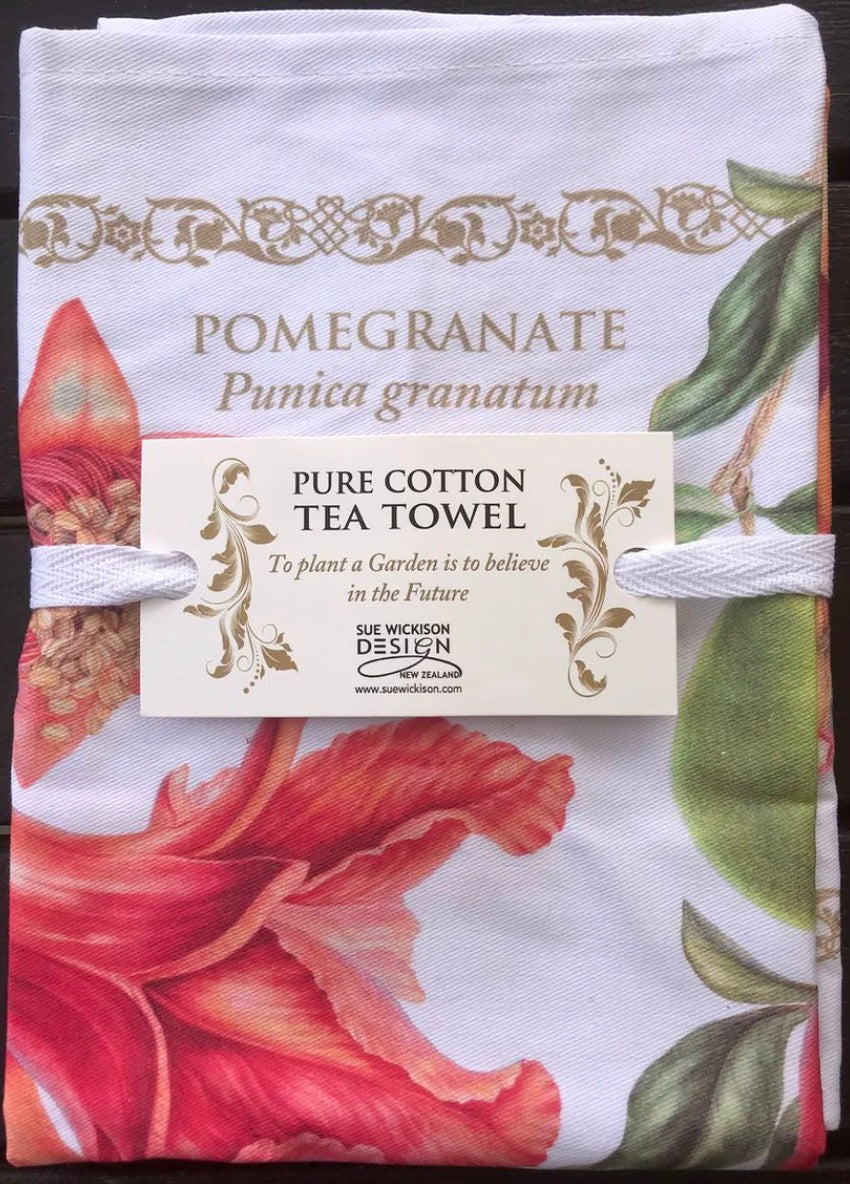 POMEGRANATE
Punica granatum
PURE COTTON
TEA TOWEL
To plant a Garden is to believe
in the Future
SUE WICKISON
DESIGN
NEW ZEALAND
www.suewickison.com